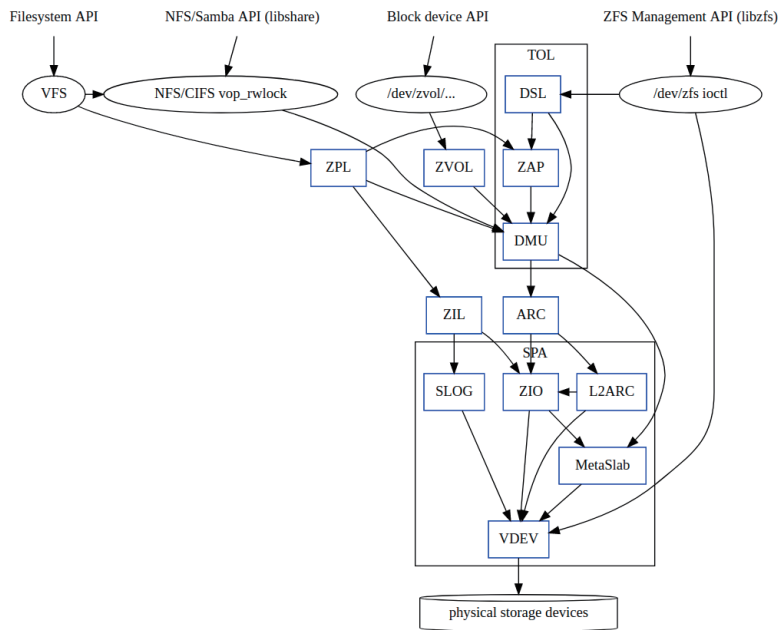 Filesystem API
NFS/Samba API (libshare)
Block device API
ZFS Management API (libzfs)
TOL
VFS
NFS/CIFS vop_rwlock
/dev/zvol/...
DSL
/dev/zfs ioctl
ZPL
ZVOL
ZAP
DMU
ZIL
ARC
SPA
SLOG
ZIO
L2ARC
MetaSlab
VDEV
physical storage devices